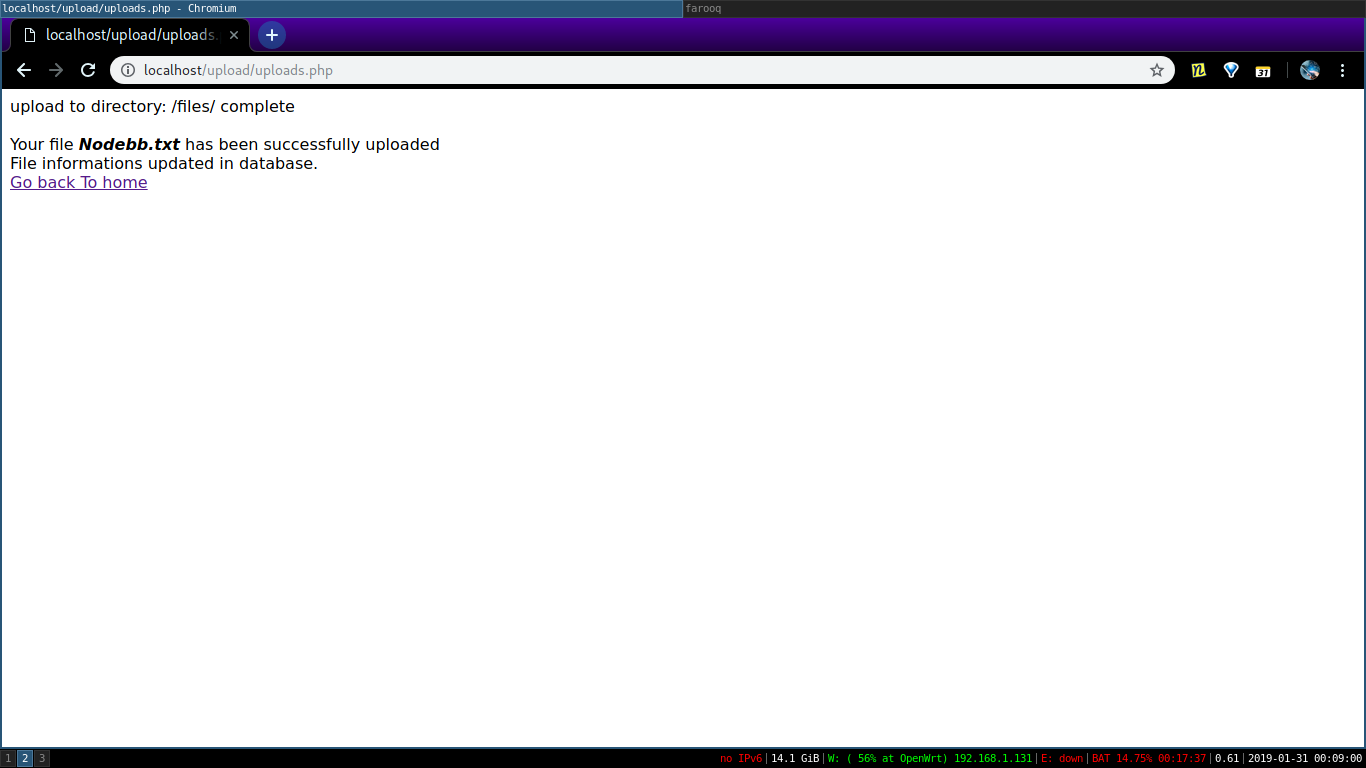 localhost/upload/uploads.php - Chromium
farooq
localhost/upload/uploads.
localhost/upload/uploads.php
31
upload to directory: /files/ complete
Your file Nodebb.txt has been successfully uploaded
File informations updated in database.
Go back To home
1 2 3
no IPv6|14.1 GiB|W: ( 56% at OpenWrt) 192.168.1.131|E: down|BAT 14.75% 00:17:37|0.61|2019-01-31 00:09:00